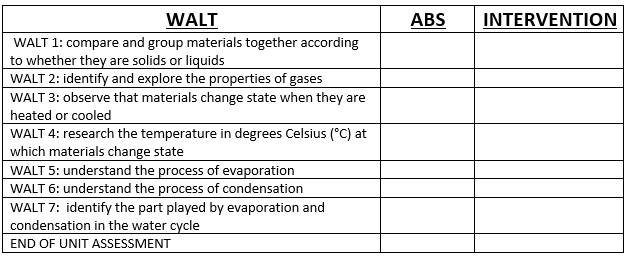 WALT ABS INTERVENTION
WALT 1: compare and group materials together according
to whether they are solids or liquids
WALT 2: identify and explore the properties of gases
WALT 3: observe that materials change state when they are
heated or cooled
WALT 4: research the temperature in degrees Celsius (°C) at
which materials change state
WALT 5: understand the process of evaporation
WALT 6: understand the process of condensation
WALT 7:  identify the part played by evaporation and
condensation in the water cycle
END OF UNIT ASSESSMENT